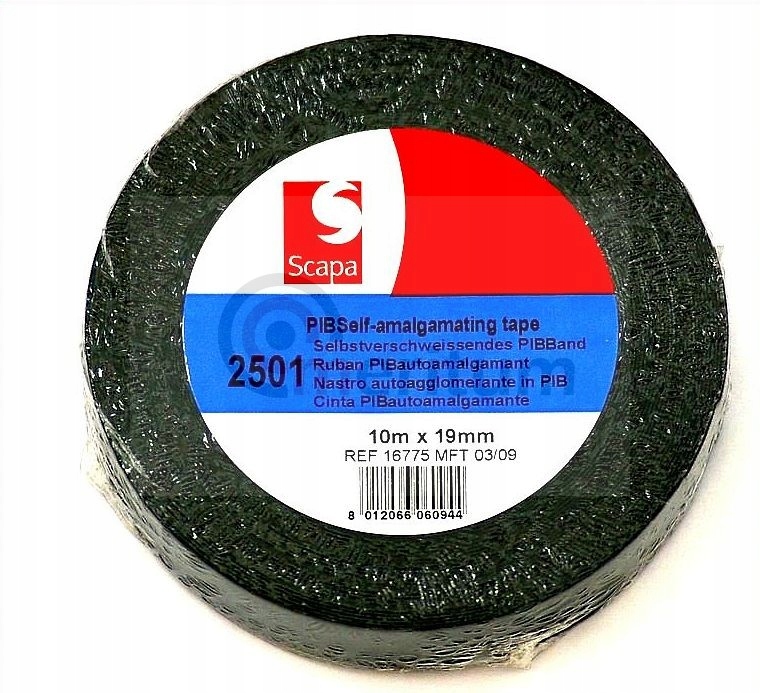 Scapa
PIBSelf-amalgamating tape
Selbstverschweissendes PIBBand
2501 Ruban PIBautoamalgamant
Nastro autoagglomerante in PIB
Cinta PIBautoamalgamante
10m x 19mm
REF 16775 MFT 03/09
8 012066 060944